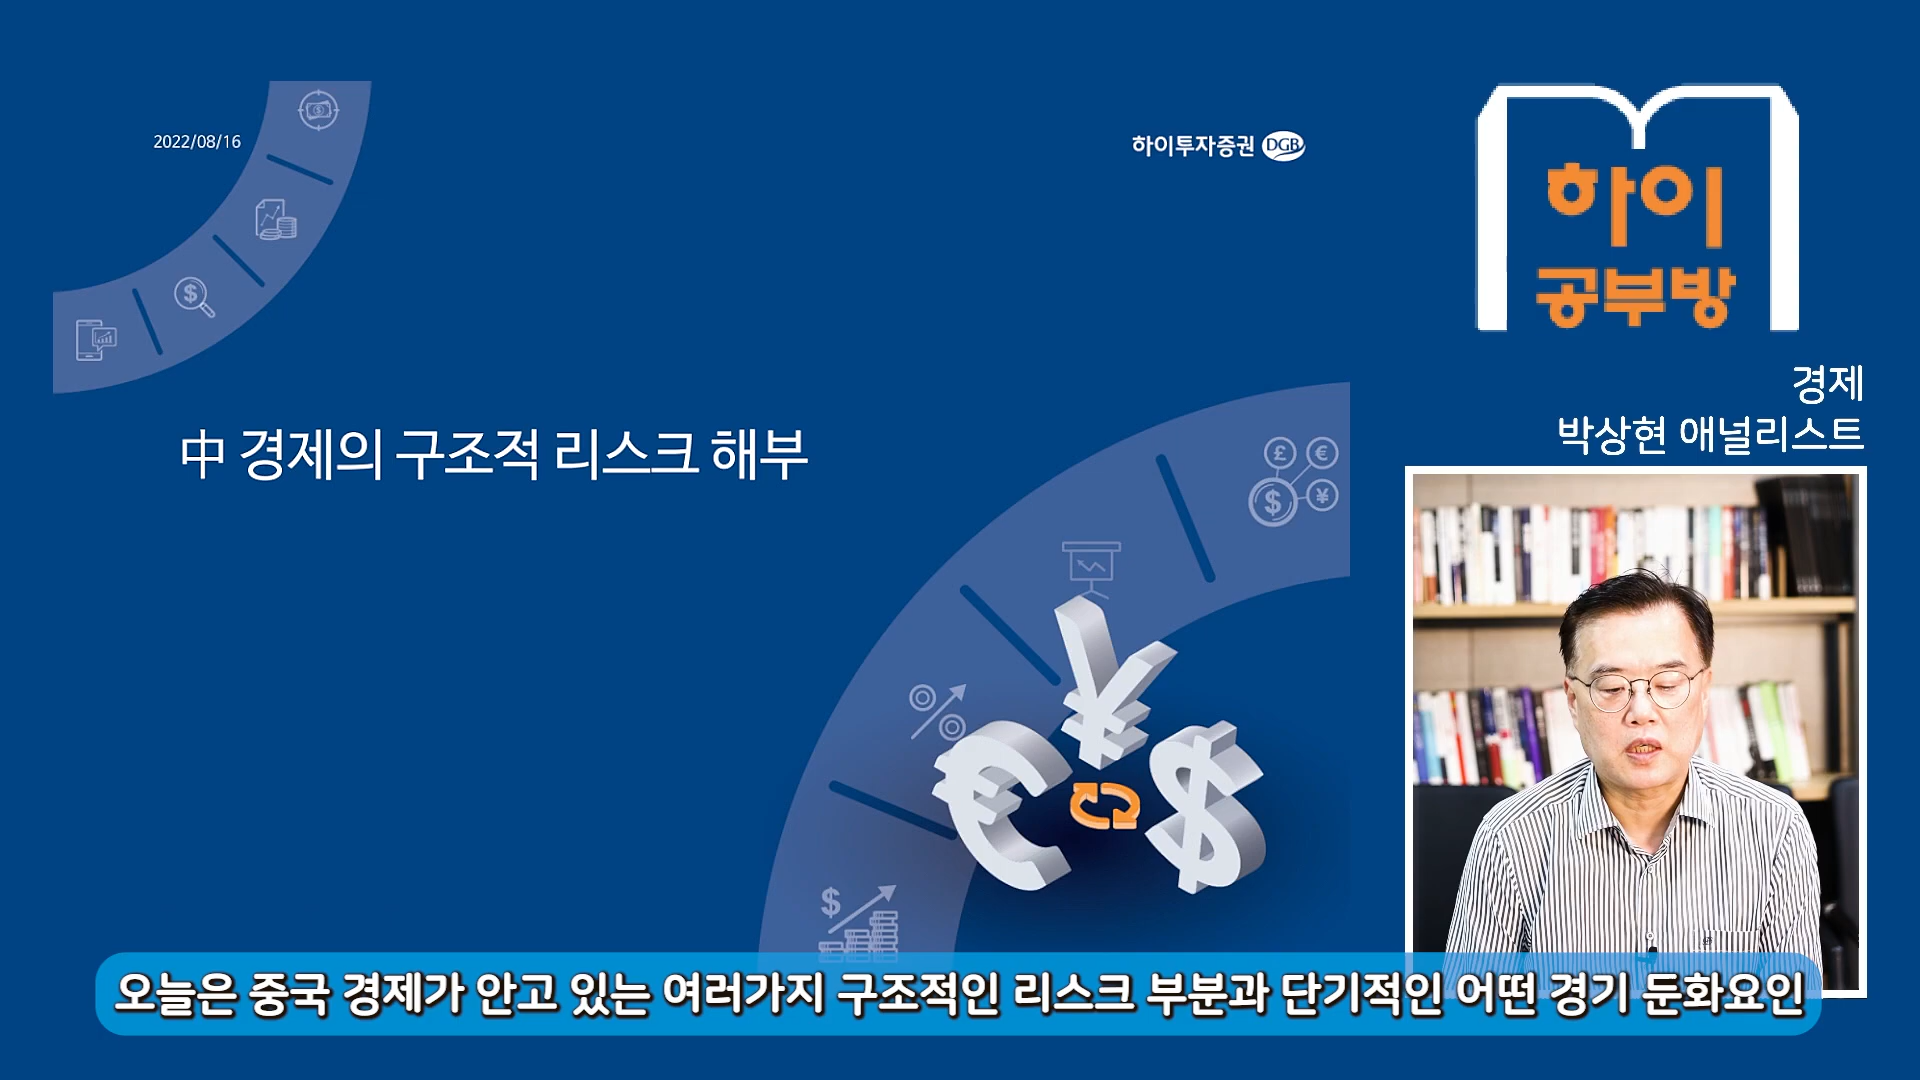 2022/08/16
하이투자증권 DGB
하이
공부방
경제
박상현 애널리스트
中 경제의 구조적 리스크 해부
오늘은 중국 경제가 안고 있는 여러가지 구조적인 리스크 부분과 단기적인 어떤 경기 둔화요인